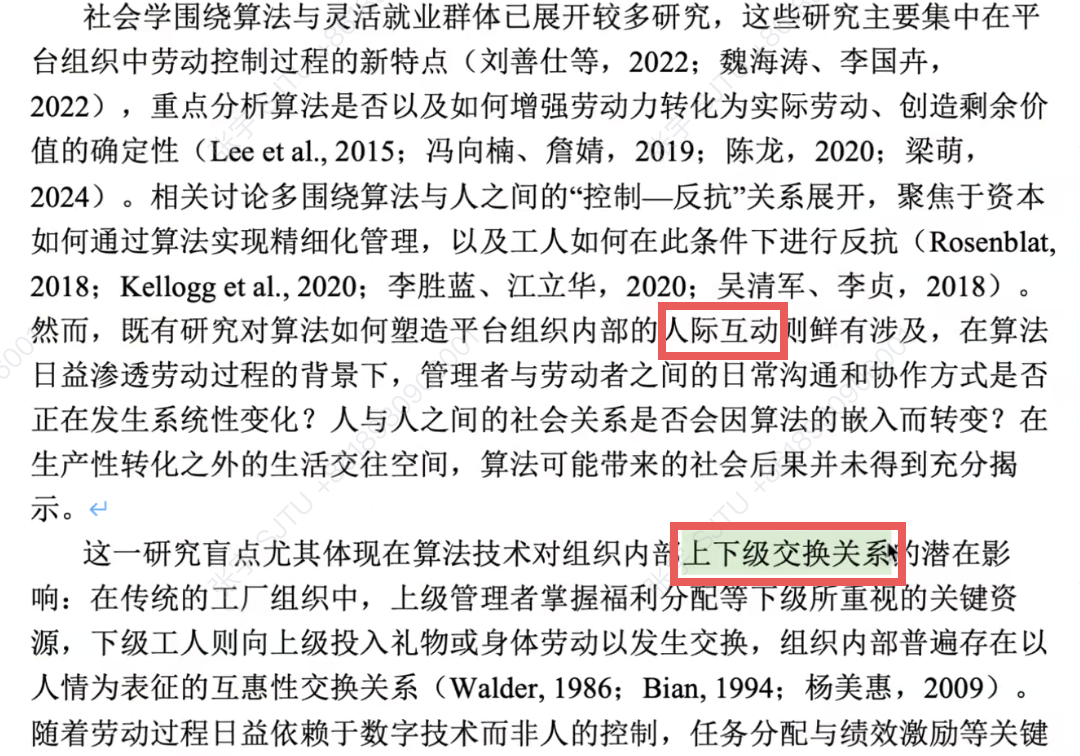 社会学围绕算法与灵活就业群体已展开较多研究，这些研究主要集中在平
台组织中劳动控制过程的新特点（刘善仕等，2022；魏海涛、李国卉，
2022），重点分析算法是否以及如何增强劳动力转化为实际劳动、创造剩余价
值的确定性（Lee et al., 2015；冯向楠、詹婧，2019；陈龙，2020；梁萌，
2024）。相关讨论多围绕算法与人之间的“控制—反抗”关系展开，聚焦于资本
如何通过算法实现精细化管理，以及工人如何在此条件下进行反抗（Rosenblat,
2018；Kellogg et al., 2020；李胜蓝、江立华，2020；吴清军、李贞，2018）。
然而，既有研究对算法如何塑造平台组织内部的人际互动则鲜有涉及，在算法
日益渗透劳动过程的背景下，管理者与劳动者之间的日常沟通和协作方式是否
正在发生系统性变化？人与人之间的社会关系是否会因算法的嵌入而转变？在
生产性转化之外的生活交往空间，算法可能带来的社会后果并未得到充分揭
示。
这一研究盲点尤其体现在算法技术对组织内部上下级交换关系的潜在影
响：在传统的工厂组织中，上级管理者掌握福利分配等下级所重视的关键资
源，下级工人则向上级投入礼物或身体劳动以发生交换，组织内部普遍存在以
人情为表征的互惠性交换关系（Walder, 1986；Bian, 1994；杨美惠，2009）。
随着劳动过程日益依赖于数字技术而非人的控制，任务分配与绩效激励等关键